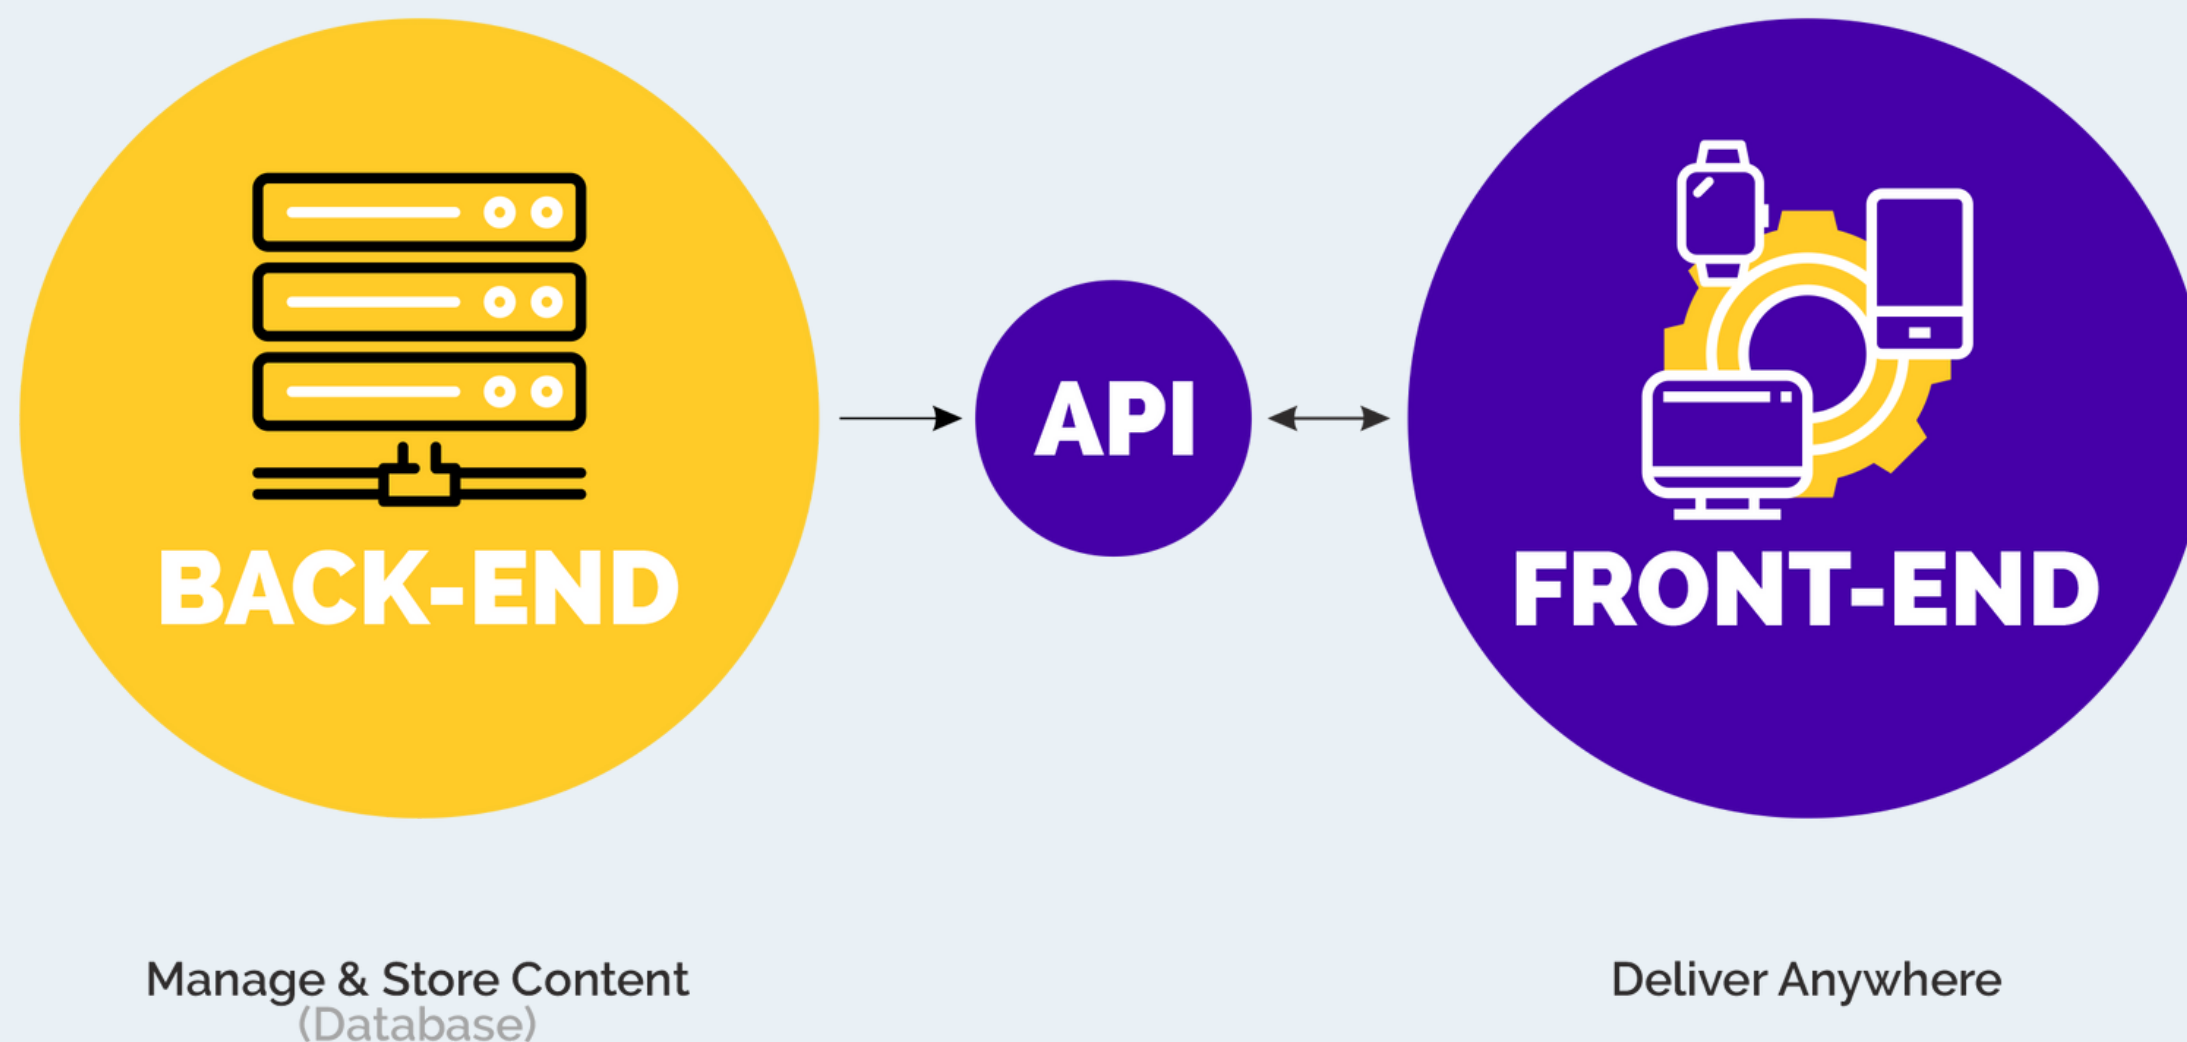 BACK-END
API
FRONT-END
Manage & Store Content
(Database)
Deliver Anywhere